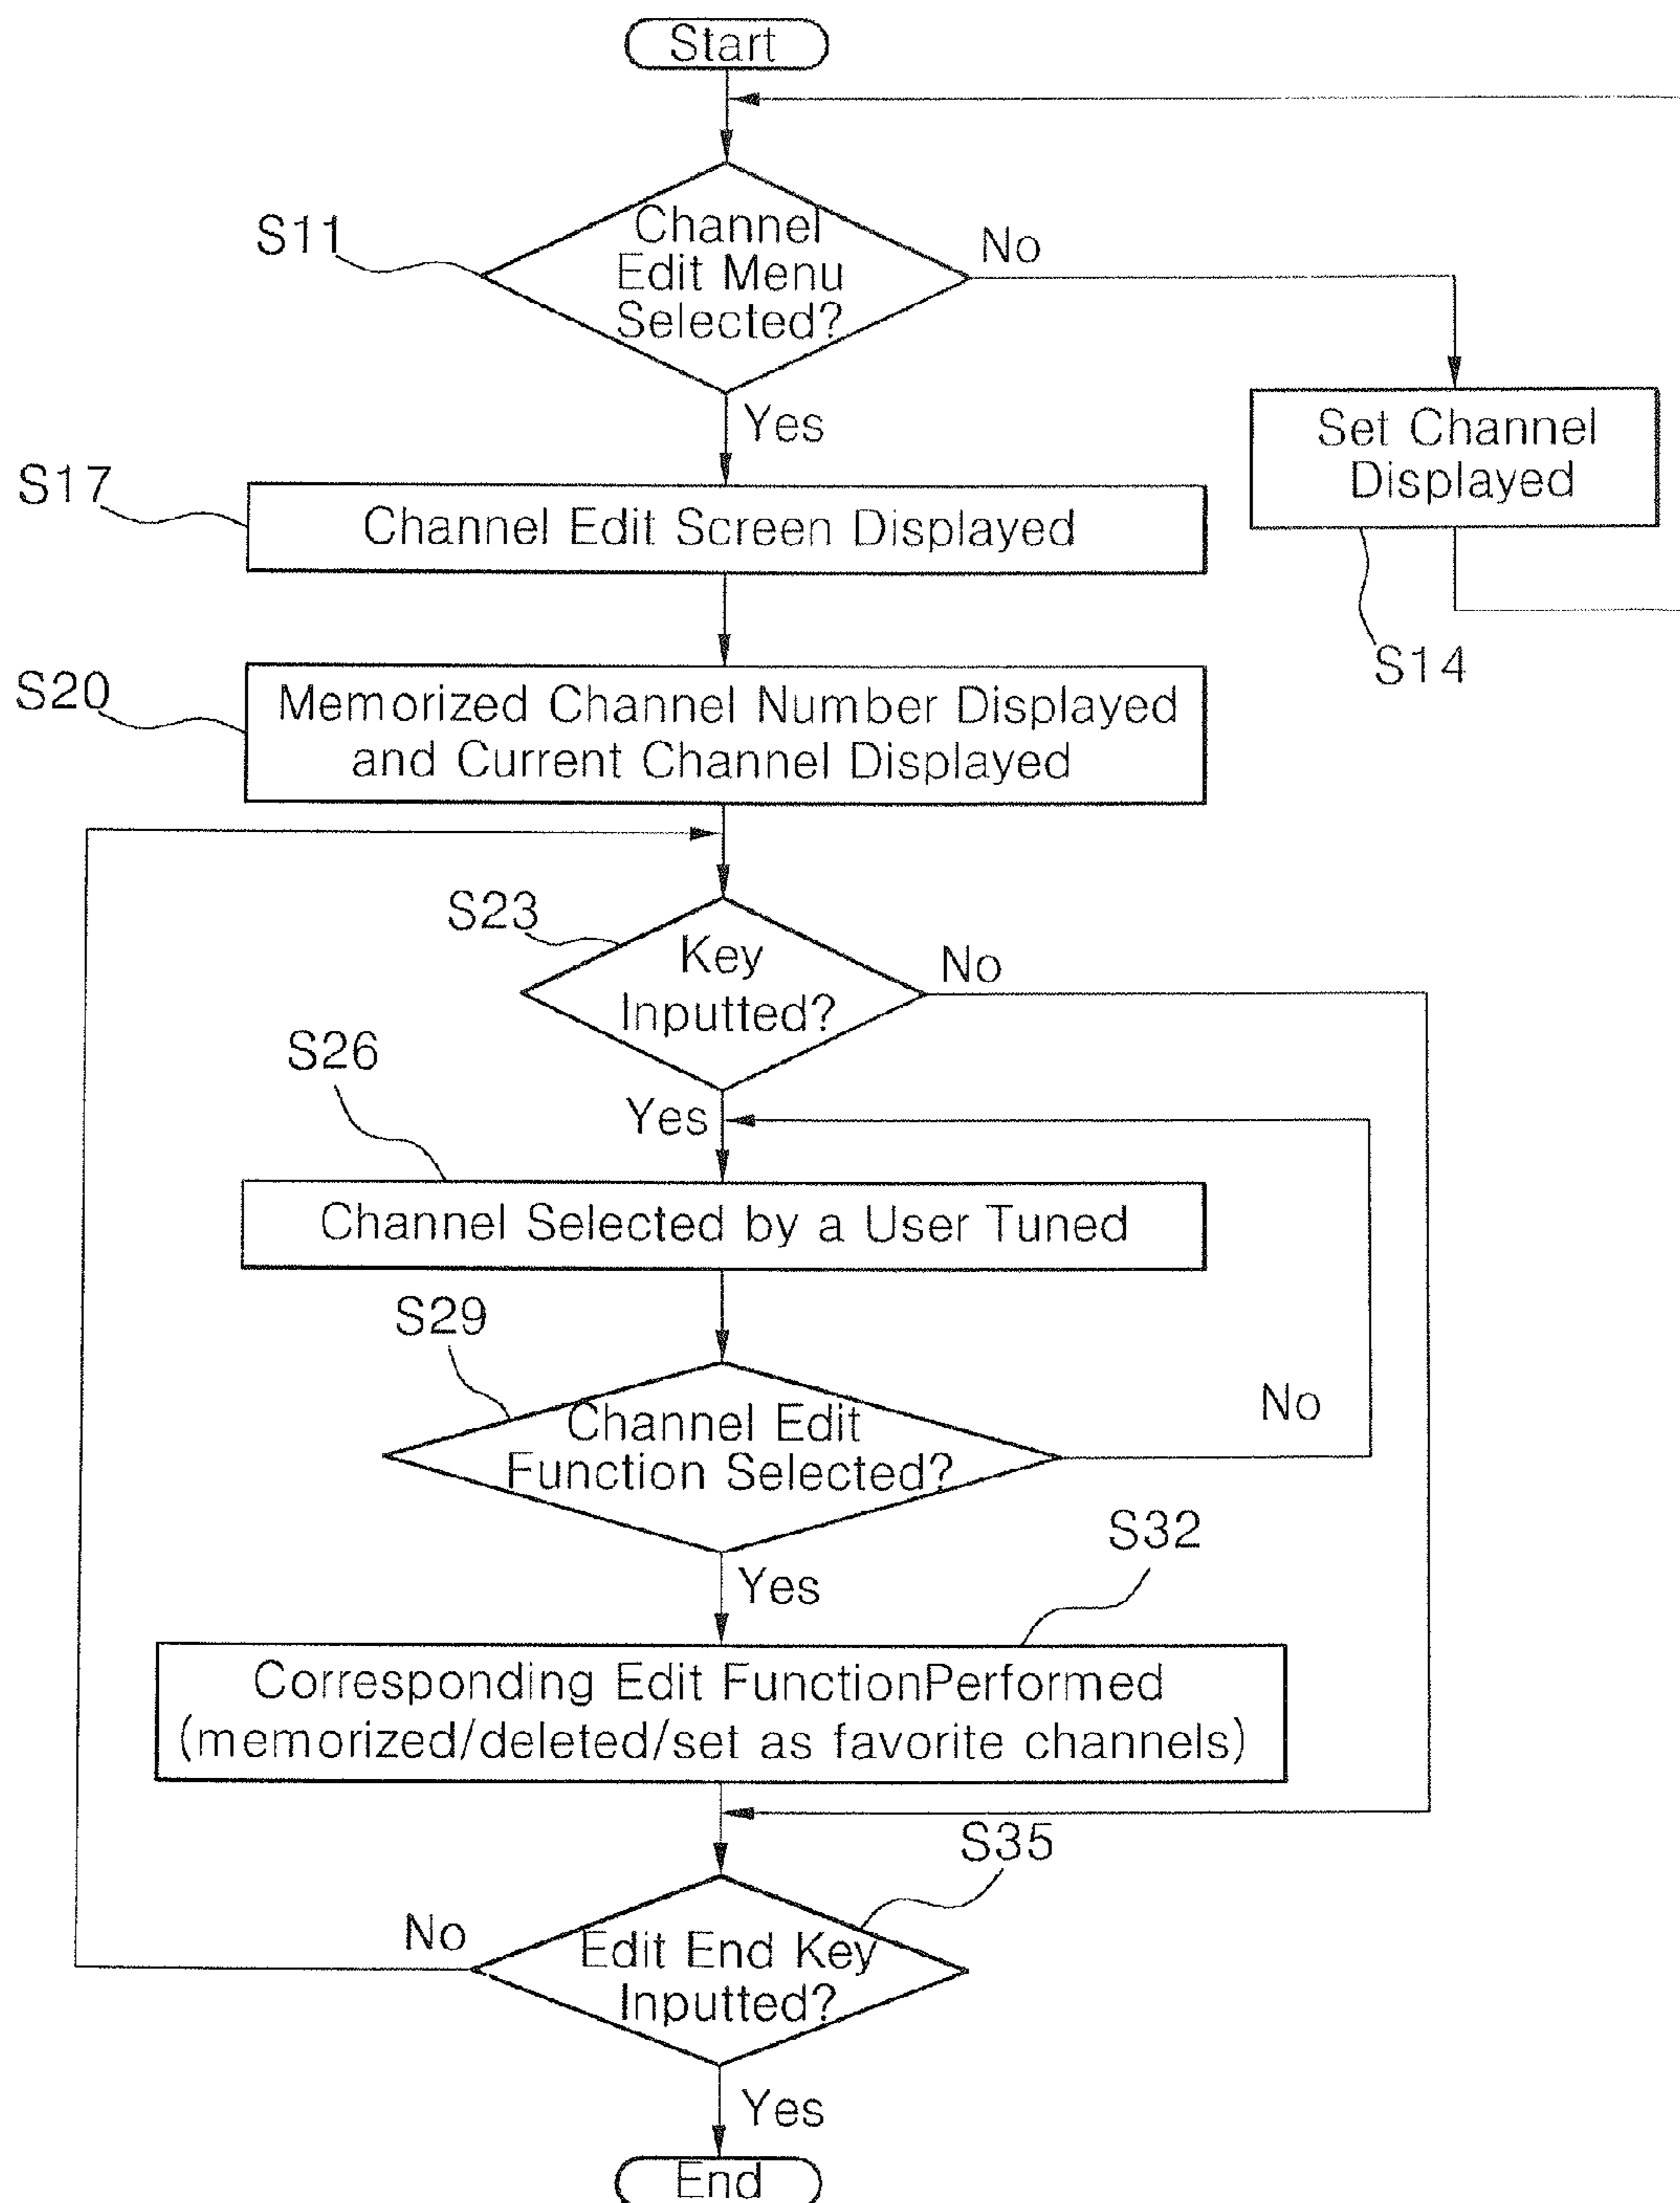 Start
S11
Channel
Edit Menu
Selected?
No
Yes
Set Channel
Displayed
S14
S17
Channel Edit Screen Displayed
S20
Memorized Channel Number Displayed
and Current Channel Displayed
S23
Key
Inputted?
No
Yes
S26
Channel Selected by a User Tuned
S29
Channel Edit
Function Selected?
No
Yes
S32
Corresponding Edit FunctionPerformed
(memorized/deleted/set as favorite channels)
S35
Edit End Key
Inputted?
No
Yes
End